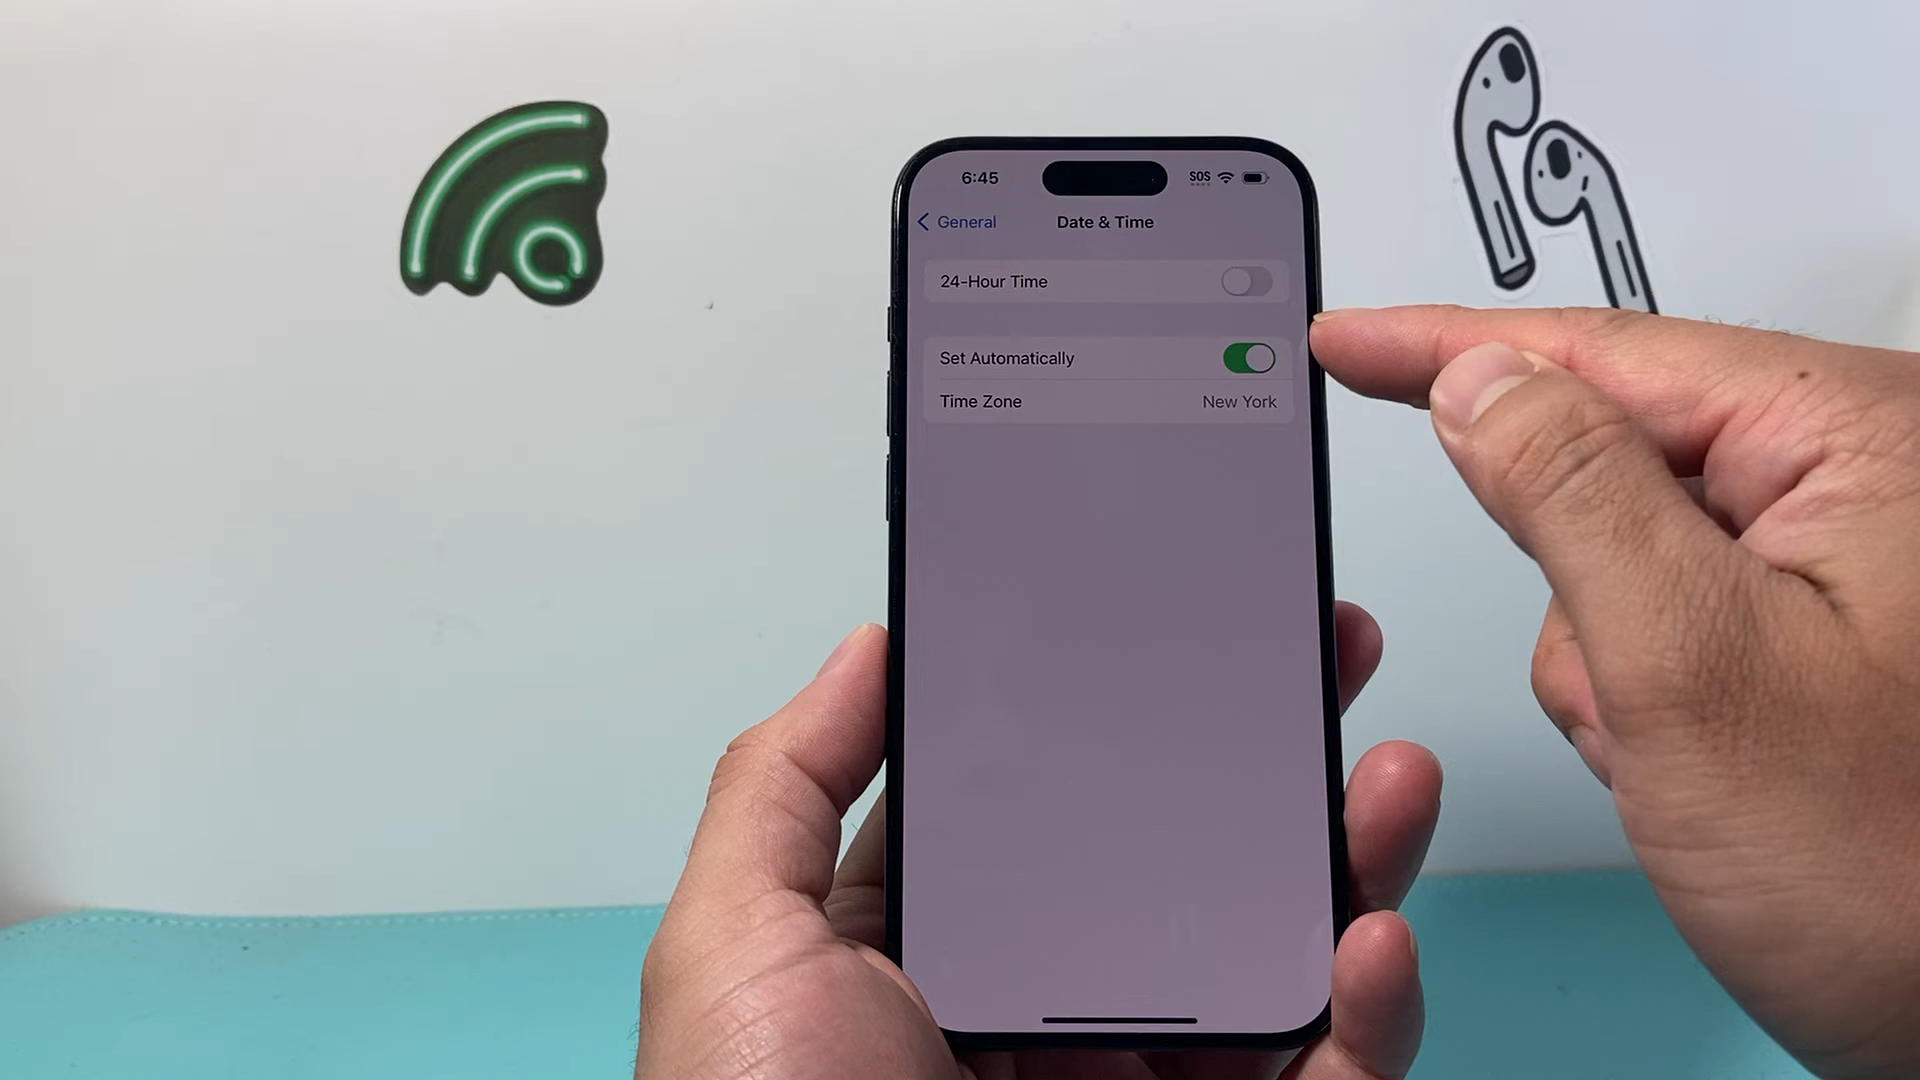 6:45 SOS
General Date & Time
24-Hour Time
Set Automatically
Time Zone New York